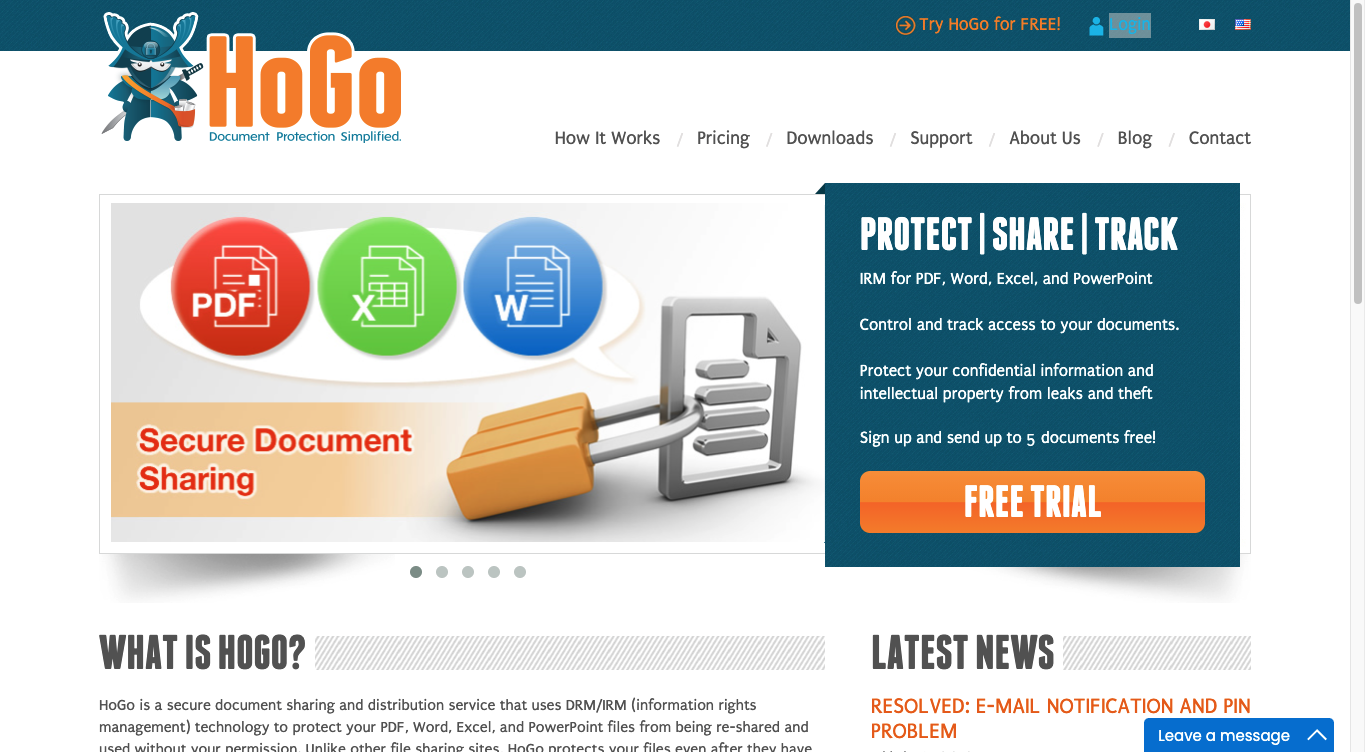 Try HoGo for FREE!
Login
HoGo
Document Protection Simplified.
How It Works / Pricing / Downloads / Support / About Us / Blog / Contact
PDF
X
W
Secure Document
Sharing
PROTECT | SHARE | TRACK
IRM for PDF, Word, Excel, and PowerPoint
Control and track access to your documents.
Protect your confidential information and
intellectual property from leaks and theft
Sign up and send up to 5 documents free!
FREE TRIAL
WHAT IS HOGO?
HoGo is a secure document sharing and distribution service that uses DRM/IRM (information rights
management) technology to protect your PDF, Word, Excel, and PowerPoint files from being re-shared and
used without your permission. Unlike other file sharing sites, HoGo protects your files even after they have
LATEST NEWS
RESOLVED: E-MAIL NOTIFICATION AND PIN
PROBLEM
Leave a message